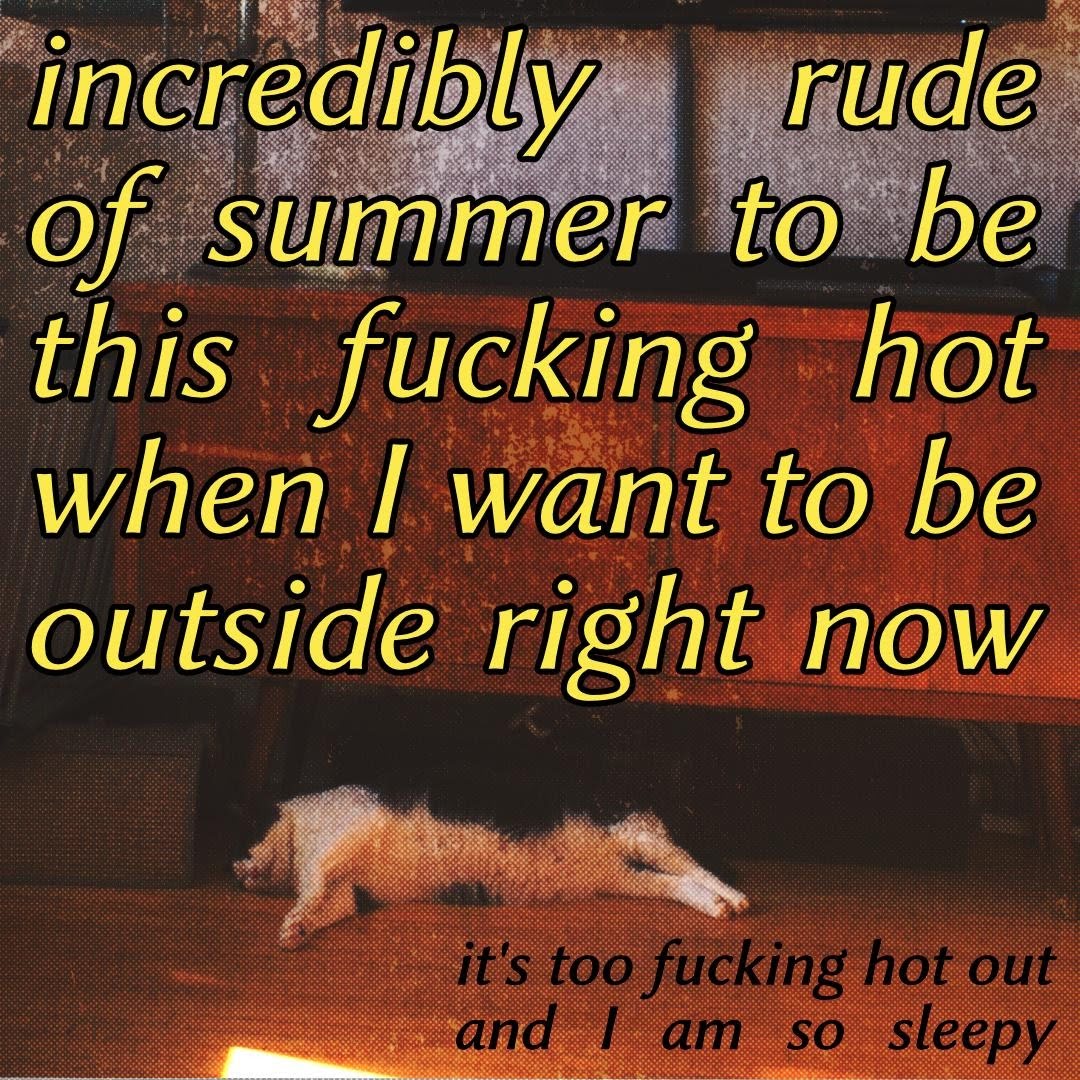 incredibly rude
of summer to be
this fucking hot
when I want to be
outside right now
it's too fucking hot out
and I am so sleepy